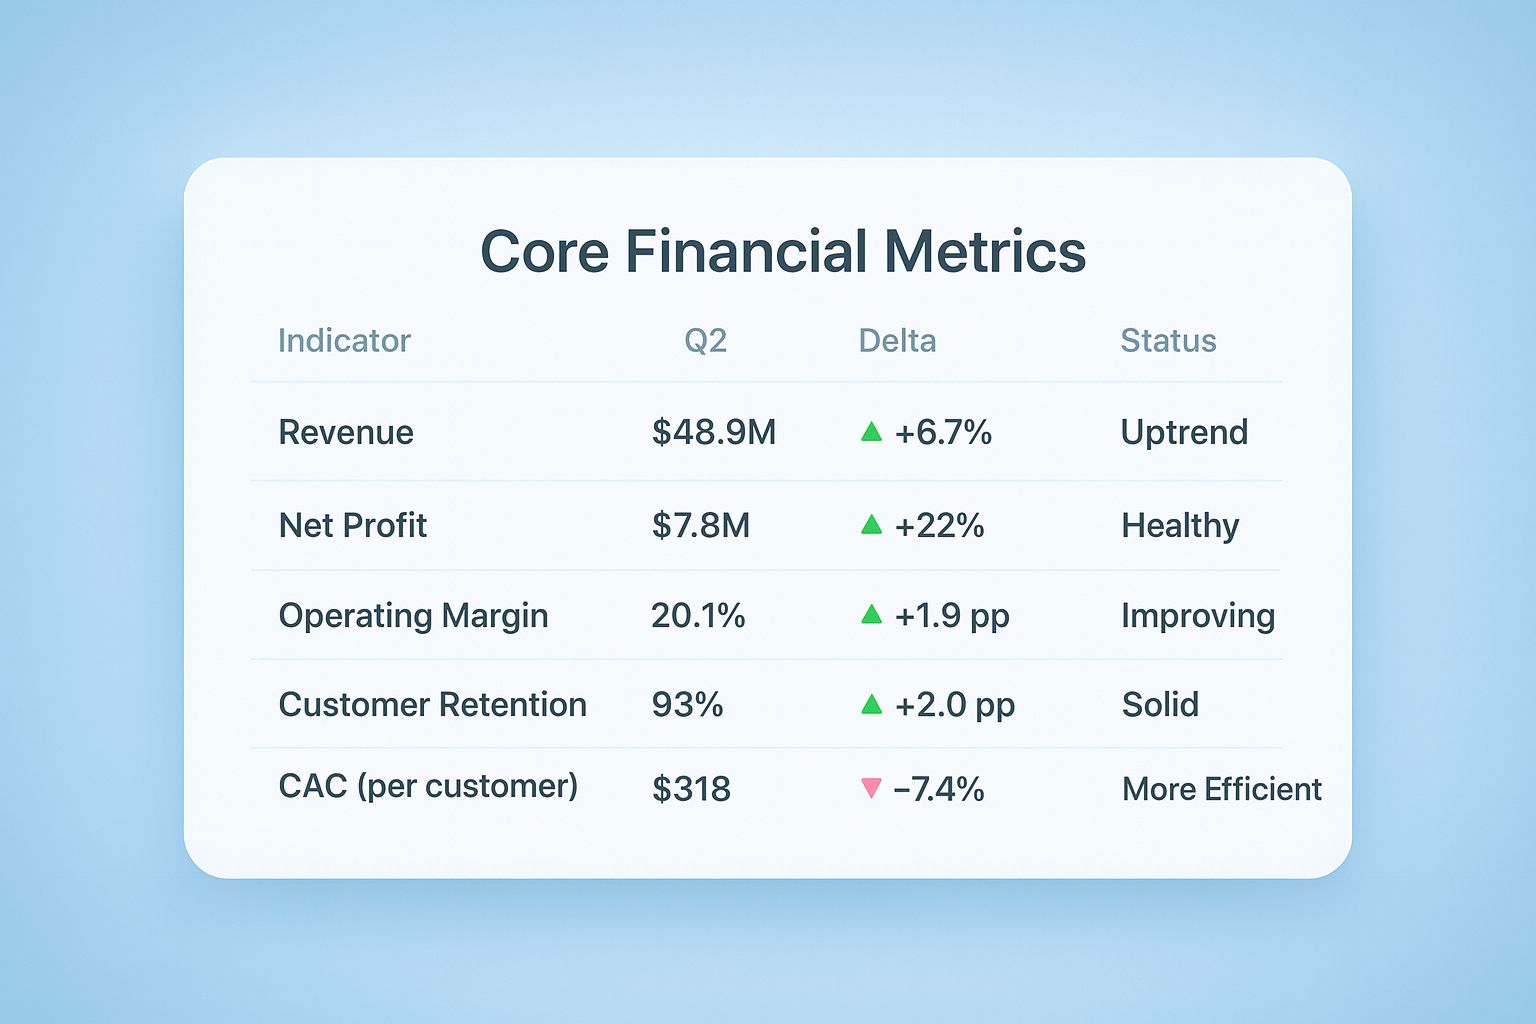 Core Financial Metrics
Indicator Q2 Delta Status
Revenue $48.9M ▲ +6.7% Uptrend
Net Profit $7.8M ▲ +22% Healthy
Operating Margin 20.1% ▲ +1.9 pp Improving
Customer Retention 93% ▲ +2.0 pp Solid
CAC (per customer) $318 ▼ −7.4% More Efficient